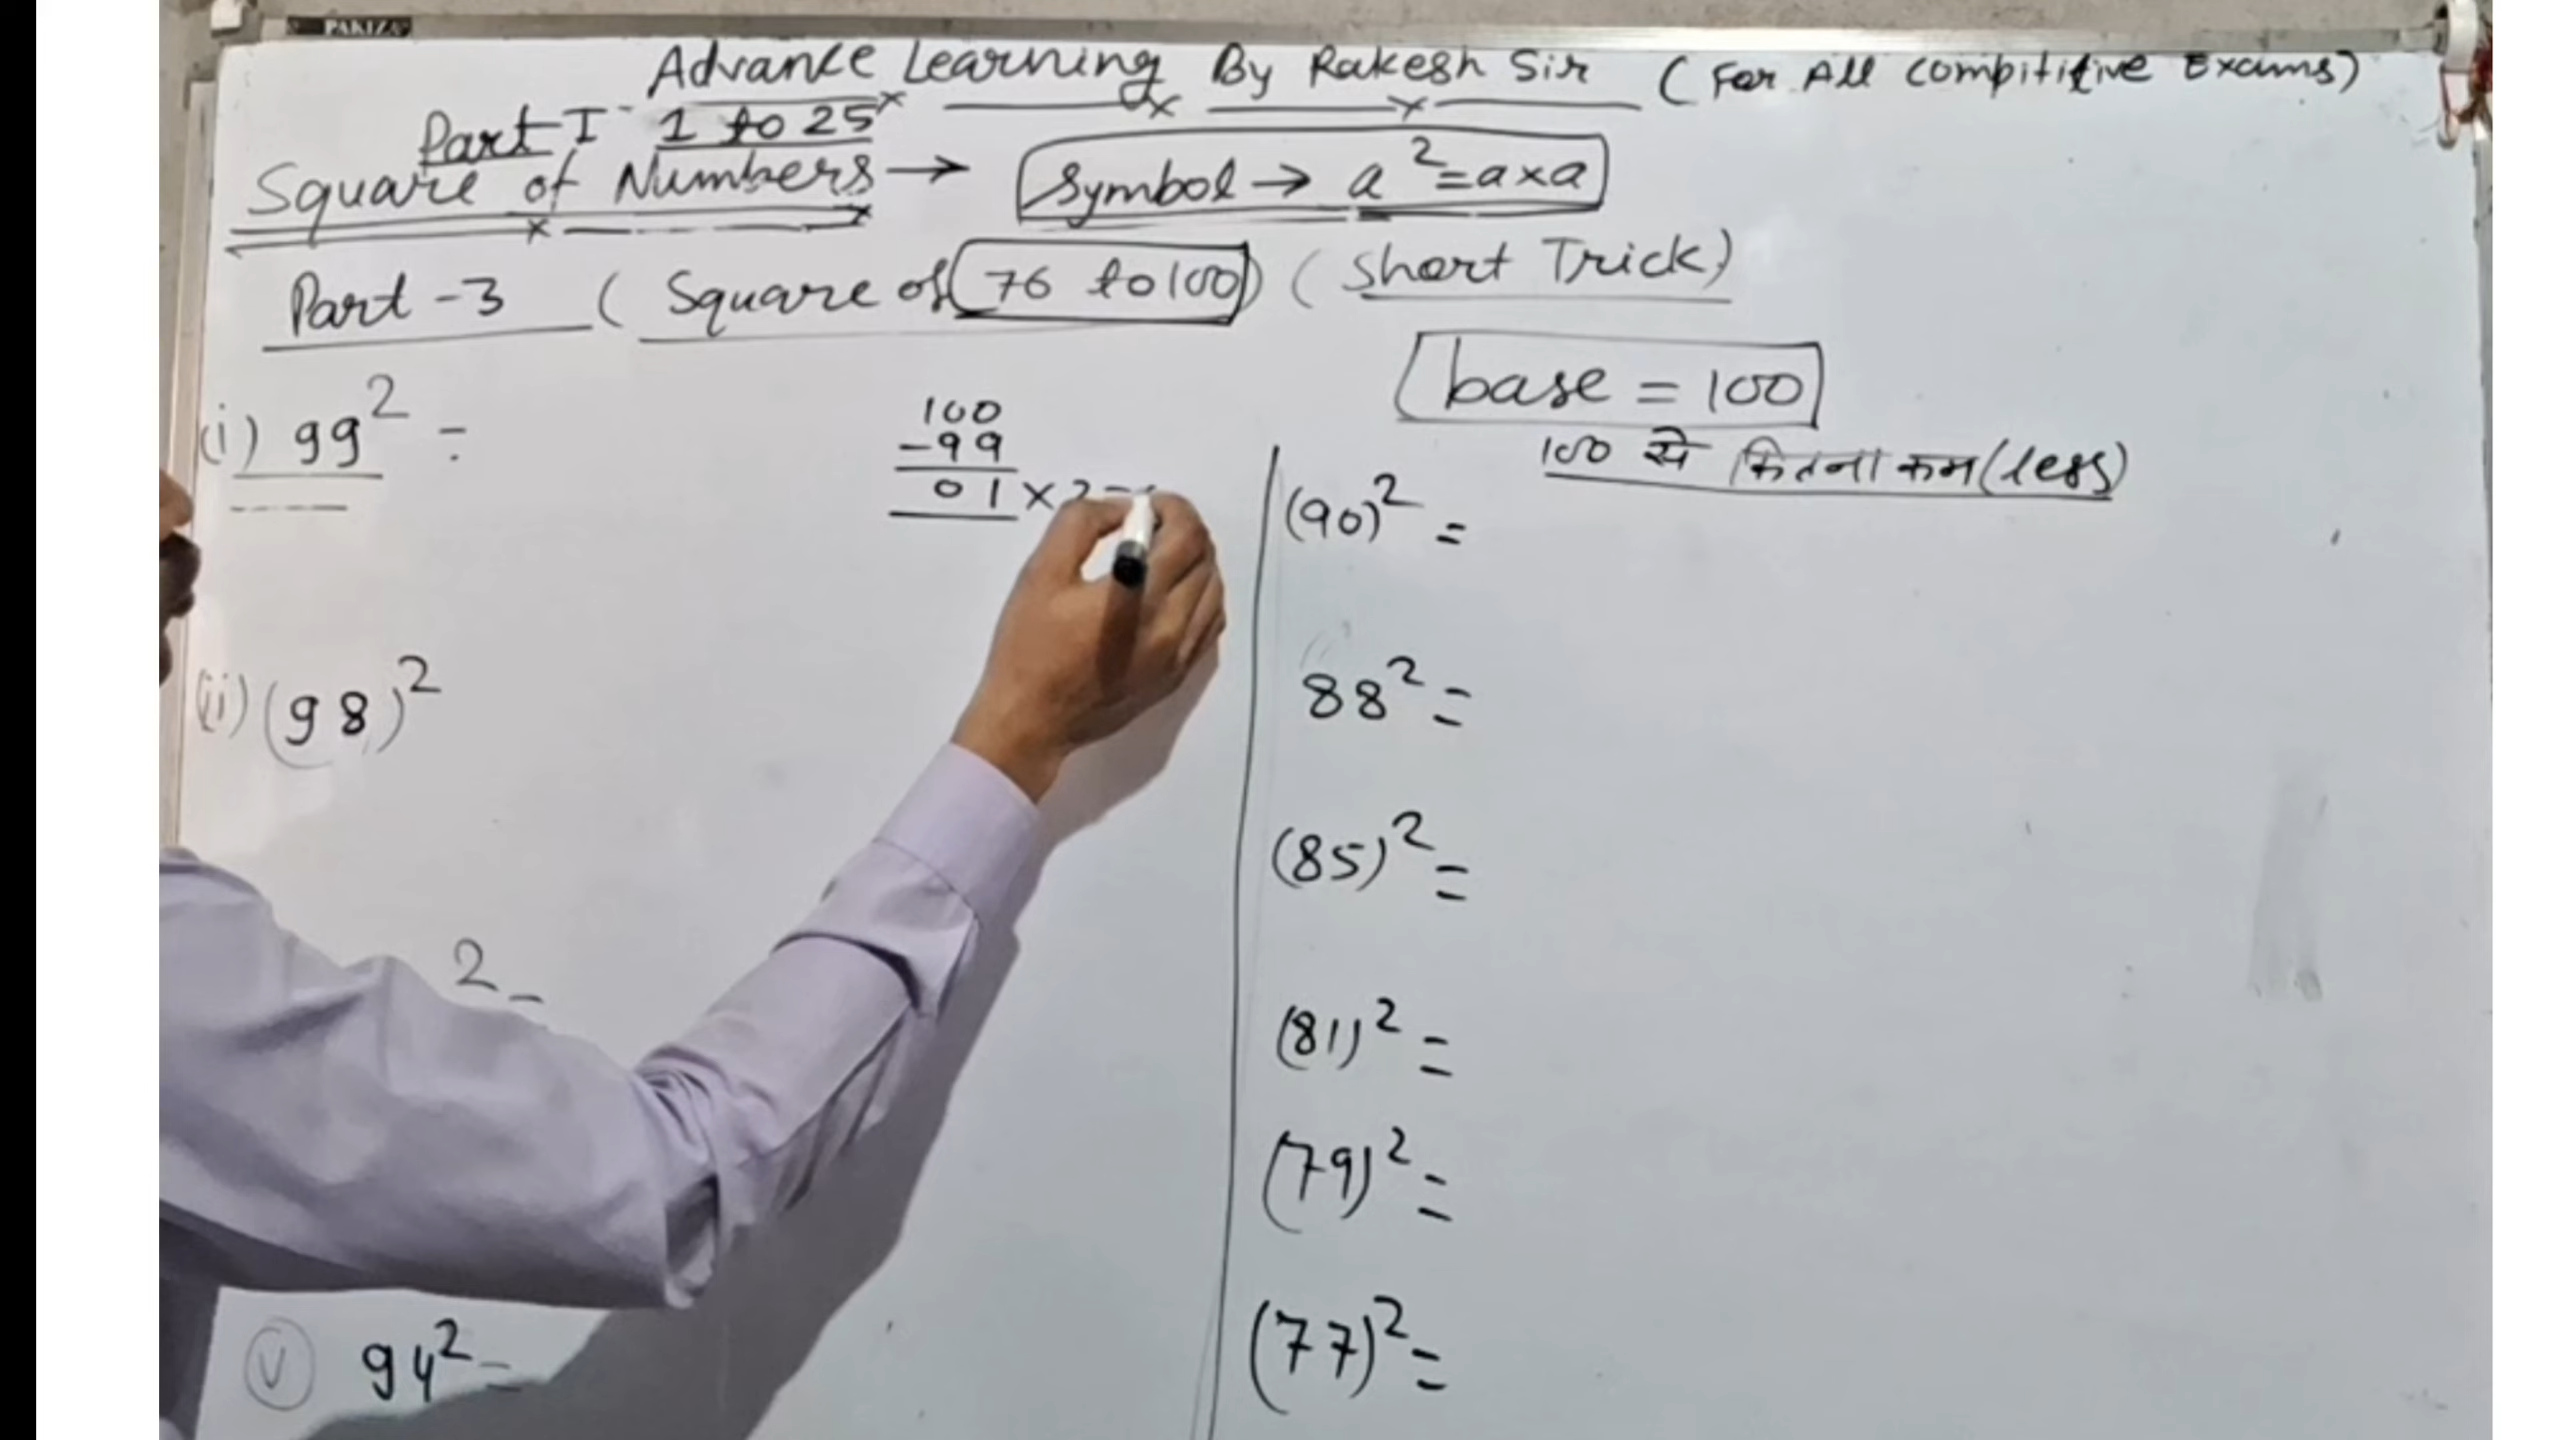 PAKIZA
Advance Learning By Rakesh Sir (For All Compititive Exams)
Part I - 1 to 25
Square of Numbers → Symbol → a² = a×a
Part-3 (Square of 76 to 100) (Short Trick)
base = 100
100 से कितना कम (less)
(i) 99² =
100
-99
01 ×
(ii) (98)²
2 =
(v) 94² =
(90)² =
88² =
(85)² =
(81)² =
(79)² =
(77)² =